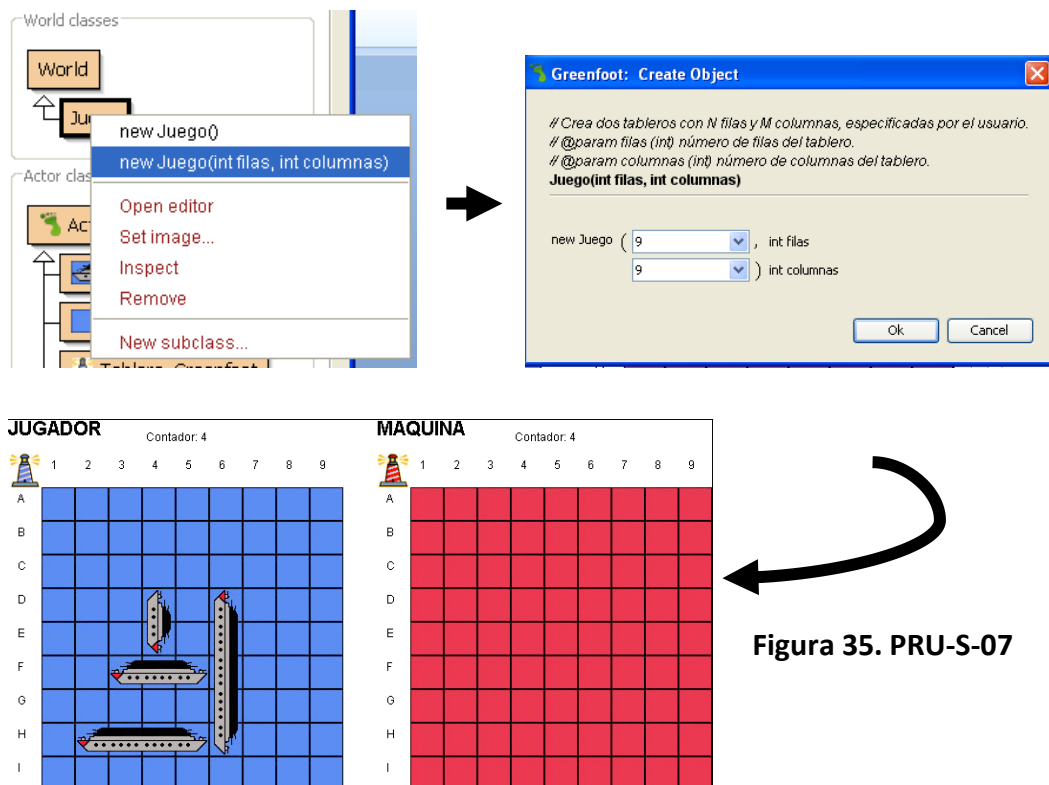 World classes
World
Ju
new Juego()
new Juego(int filas, int columnas)
Actor clas
Open editor
Ac
Set image...
Inspect
Remove
New subclass...
Greenfoot: Create Object
// Crea dos tableros con N filas y M columnas, especificadas por el usuario.
// @param filas (int) número de filas del tablero.
// @param columnas (int) número de columnas del tablero.
Juego(int filas, int columnas)
new Juego ( 9 , int filas
9 ) int columnas
Ok Cancel
JUGADOR Contador: 4
1 2 3 4 5 6 7 8 9
A
B
C
D
E
F
G
H
I
MAQUINA Contador: 4
1 2 3 4 5 6 7 8 9
A
B
C
D
E
F
G
H
I
Figura 35. PRU-S-07